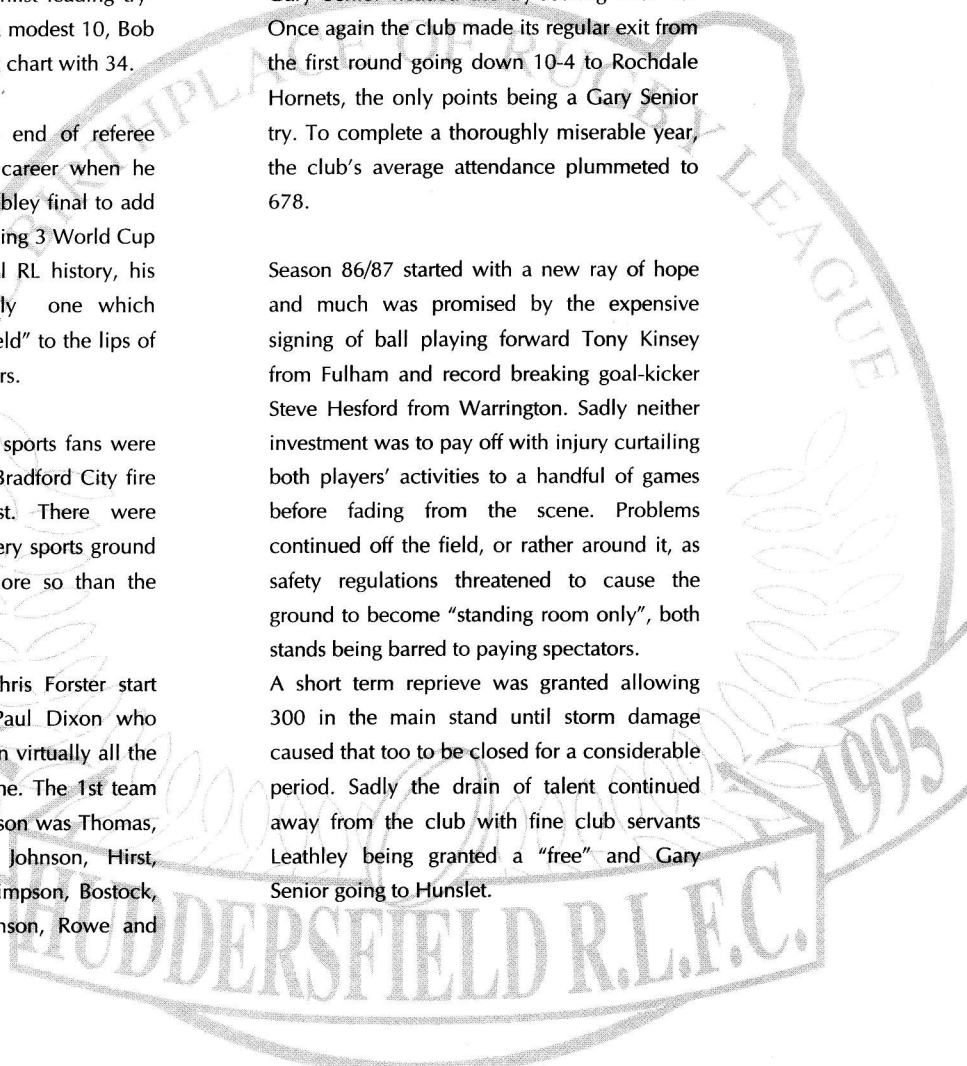 modest 10, Bob
chart with 34.
end of referee
career when he
bley final to add
ing 3 World Cup
RL history, his
ly one which
eld" to the lips of
rs.
sports fans were
Bradford City fire
st. There were
ery sports ground
ore so than the
hris Forster start
Paul Dixon who
n virtually all the
ne. The 1st team
son was Thomas,
Johnson, Hirst,
impson, Bostock,
nson, Rowe and
Once again the club made its regular exit from
the first round going down 10-4 to Rochdale
Hornets, the only points being a Gary Senior
try. To complete a thoroughly miserable year,
the club's average attendance plummeted to
678.
Season 86/87 started with a new ray of hope
and much was promised by the expensive
signing of ball playing forward Tony Kinsey
from Fulham and record breaking goal-kicker
Steve Hesford from Warrington. Sadly neither
investment was to pay off with injury curtailing
both players' activities to a handful of games
before fading from the scene. Problems
continued off the field, or rather around it, as
safety regulations threatened to cause the
ground to become "standing room only", both
stands being barred to paying spectators.
A short term reprieve was granted allowing
300 in the main stand until storm damage
caused that too to be closed for a considerable
period. Sadly the drain of talent continued
away from the club with fine club servants
Leathley being granted a "free" and Gary
Senior going to Hunslet.
BIRTHPLACE OF RUGBY LEAGUE
1995
HUDDERSFIELD R.L.F.C.